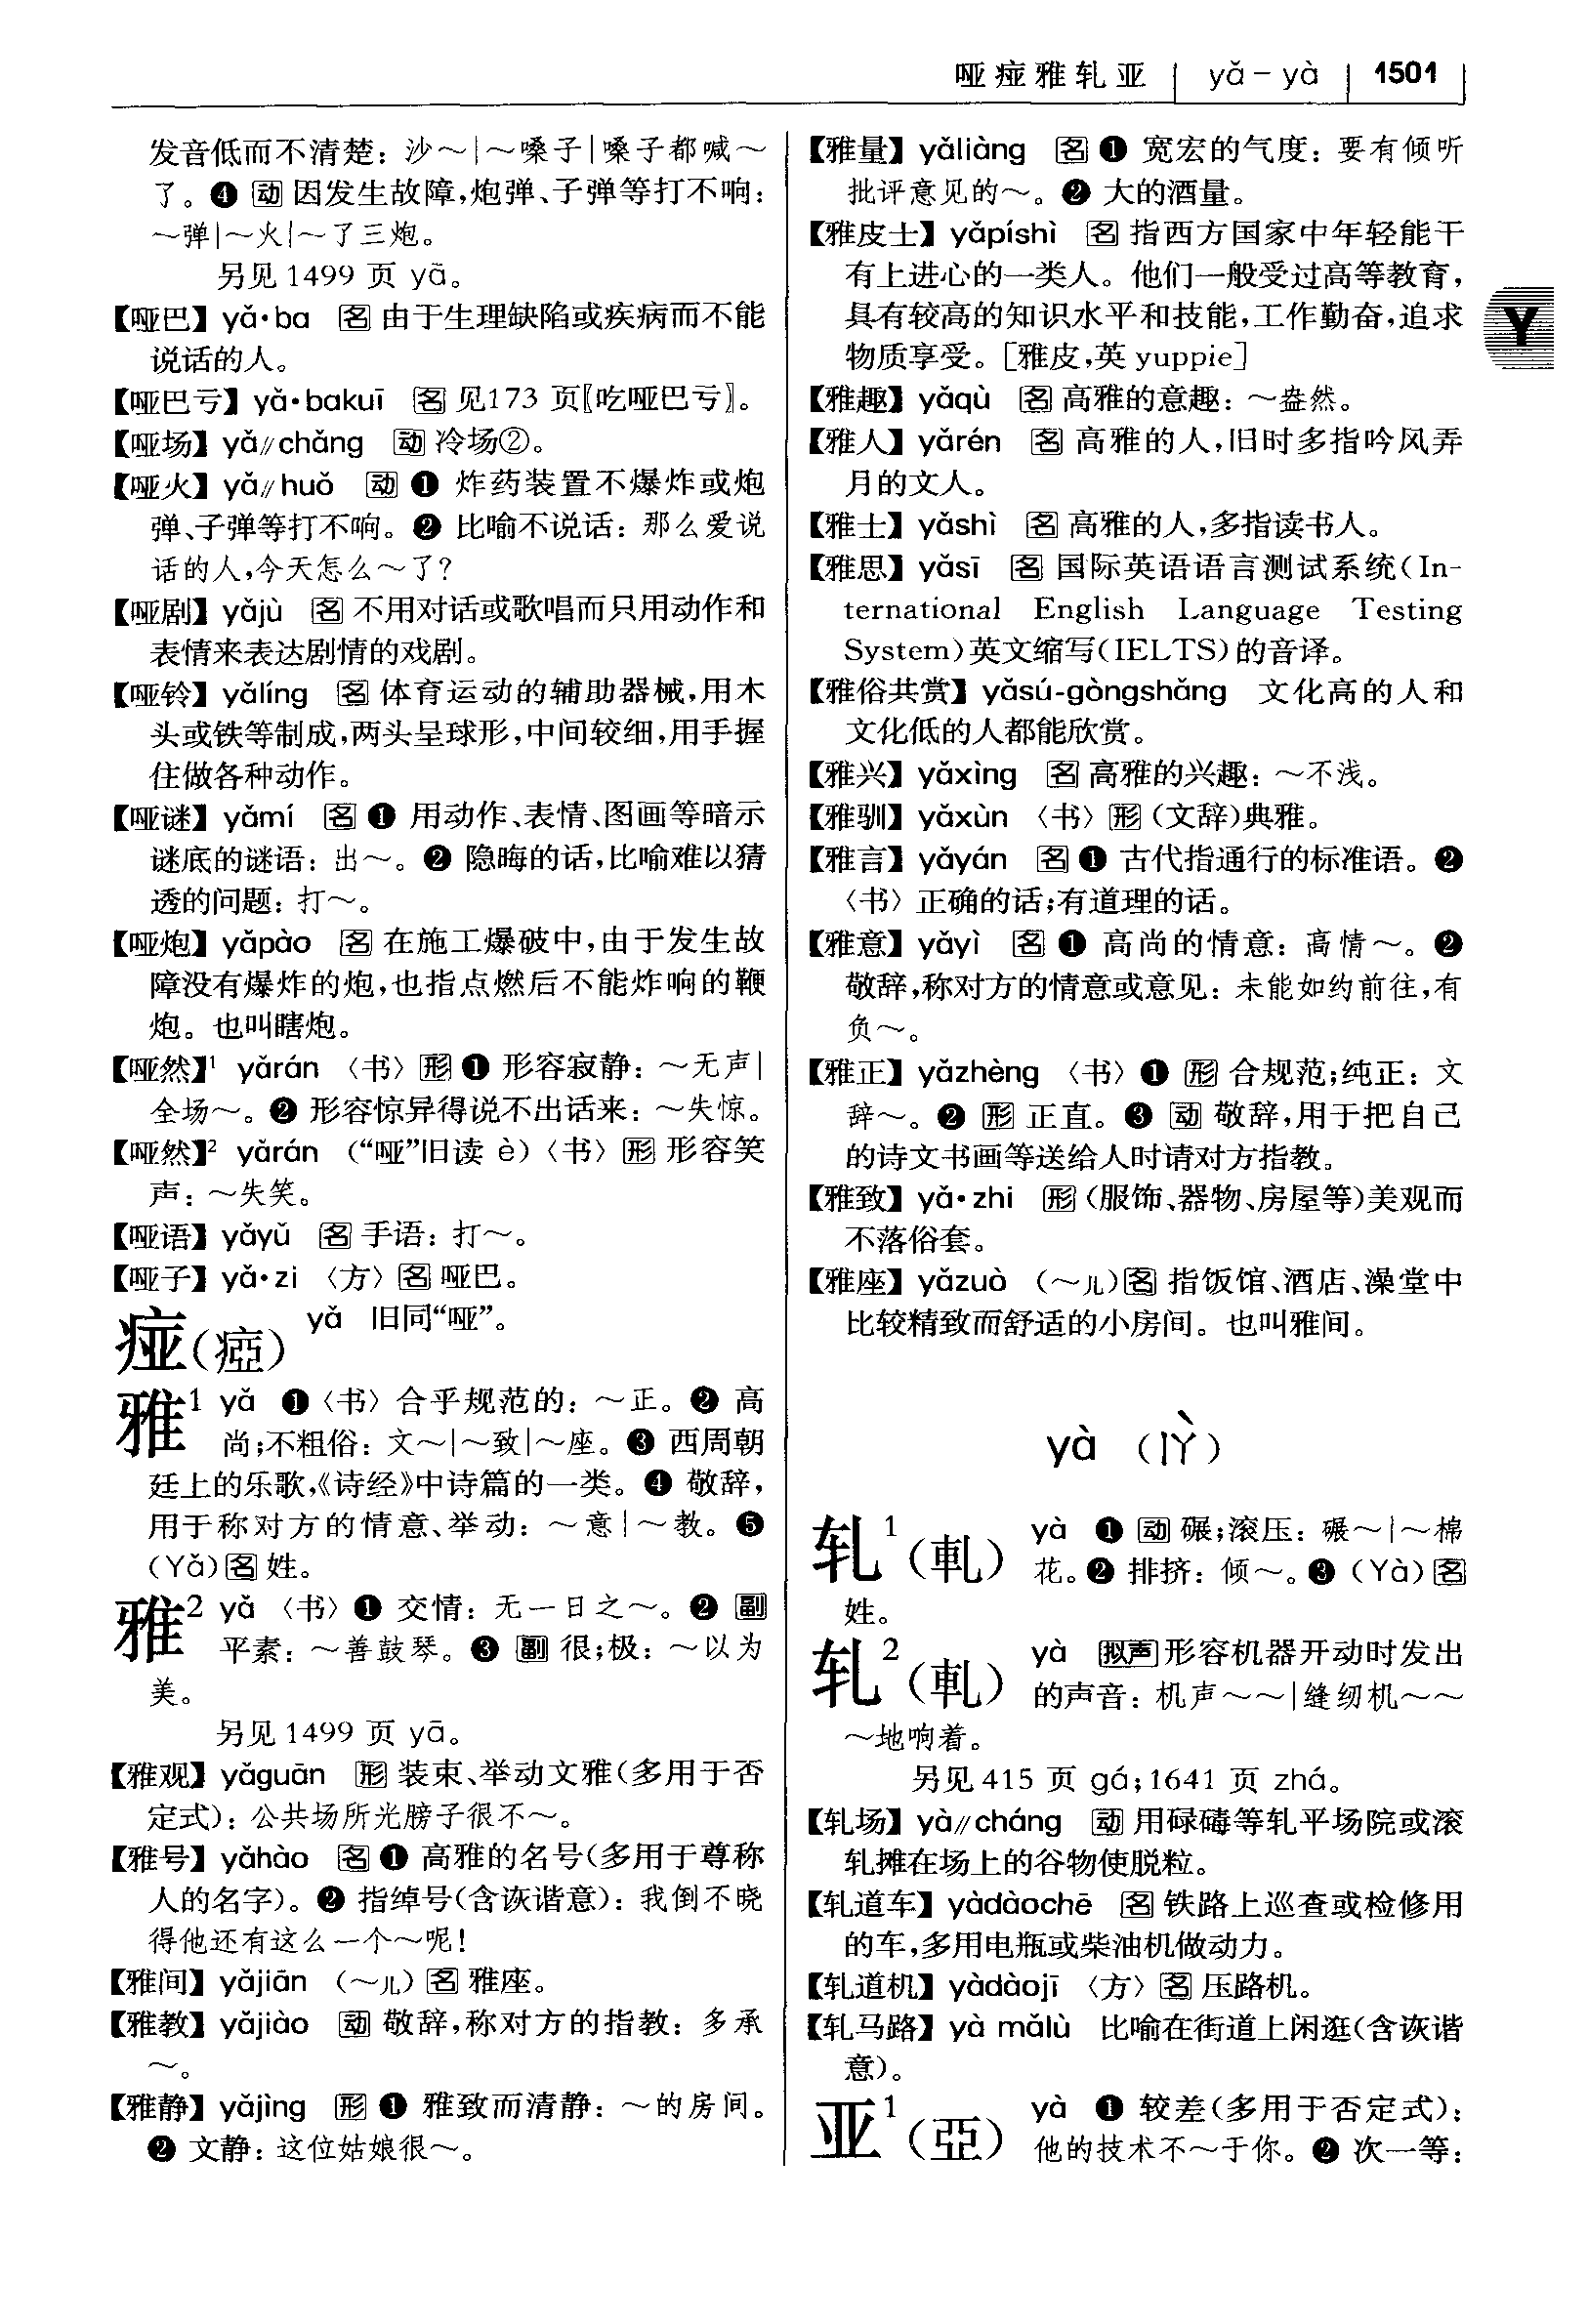 哑痖雅轧亚 | yǎ-yà | 1501
发音低而不清楚：沙～|～嗓子|嗓子都喊～
了。❹ 动 因发生故障，炮弹、子弹等打不响：
～弹|～火|～了三炮。
另见 1499 页 yā。
【哑巴】 yǎ·ba 名 由于生理缺陷或疾病而不能
说话的人。
【哑巴亏】 yǎ·bakuī 名 见173 页〖吃哑巴亏〗。
【哑场】 yǎ//chǎng 动 冷场②。
【哑火】 yǎ//huǒ 动 ❶ 炸药装置不爆炸或炮
弹、子弹等打不响。❷ 比喻不说话：那么爱说
话的人，今天怎么～了？
【哑剧】 yǎjù 名 不用对话或歌唱而只用动作和
表情来表达剧情的戏剧。
【哑铃】 yǎlíng 名 体育运动的辅助器械，用木
头或铁等制成，两头呈球形，中间较细，用手握
住做各种动作。
【哑谜】 yǎmí 名 ❶ 用动作、表情、图画等暗示
谜底的谜语：出～。❷ 隐晦的话，比喻难以猜
透的问题：打～。
【哑炮】 yǎpào 名 在施工爆破中，由于发生故
障没有爆炸的炮，也指点燃后不能炸响的鞭
炮。也叫瞎炮。
【哑然】¹ yǎrán 〈书〉 形 ❶ 形容寂静：～无声|
全场～。❷ 形容惊异得说不出话来：～失惊。
【哑然】² yǎrán （“哑”旧读 è）〈书〉 形 形容笑
声：～失笑。
【哑语】 yǎyǔ 名 手语：打～。
【哑子】 yǎ·zi 〈方〉 名 哑巴。
痖（瘂） yǎ 旧同“哑”。
雅¹ yǎ ❶〈书〉合乎规范的：～正。❷ 高
尚；不粗俗：文～|～致|～座。❸ 西周朝
廷上的乐歌，《诗经》中诗篇的一类。❹ 敬辞，
用于称对方的情意、举动：～意|～教。❺
（Yǎ） 名 姓。
雅² yǎ 〈书〉❶ 交情：无一日之～。❷ 副
平素：～善鼓琴。❸ 副 很；极：～以为
美。
另见 1499 页 yā。
【雅观】 yǎguān 形 装束、举动文雅（多用于否
定式）：公共场所光膀子很不～。
【雅号】 yǎhào 名 ❶ 高雅的名号（多用于尊称
人的名字）。❷ 指绰号（含诙谐意）：我倒不晓
得他还有这么一个～呢！
【雅间】 yǎjiān （～儿） 名 雅座。
【雅教】 yǎjiào 动 敬辞，称对方的指教：多承
～。
【雅静】 yǎjìng 形 ❶ 雅致而清静：～的房间。
❷ 文静：这位姑娘很～。
【雅量】 yǎliàng 名 ❶ 宽宏的气度：要有倾听
批评意见的～。❷ 大的酒量。
【雅皮士】 yǎpíshì 名 指西方国家中年轻能干
有上进心的一类人。他们一般受过高等教育，
具有较高的知识水平和技能，工作勤奋，追求
物质享受。［雅皮，英 yuppie］
Y
【雅趣】 yǎqù 名 高雅的意趣：～盎然。
【雅人】 yǎrén 名 高雅的人，旧时多指吟风弄
月的文人。
【雅士】 yǎshì 名 高雅的人，多指读书人。
【雅思】 yǎsī 名 国际英语语言测试系统（In-
ternational English Language Testing
System）英文缩写（IELTS）的音译。
【雅俗共赏】 yǎsú-gòngshǎng 文化高的人和
文化低的人都能欣赏。
【雅兴】 yǎxìng 名 高雅的兴趣：～不浅。
【雅驯】 yǎxùn 〈书〉 形 （文辞）典雅。
【雅言】 yǎyán 名 ❶ 古代指通行的标准语。❷
〈书〉正确的话；有道理的话。
【雅意】 yǎyì 名 ❶ 高尚的情意：高情～。❷
敬辞，称对方的情意或意见：未能如约前往，有
负～。
【雅正】 yǎzhèng 〈书〉❶ 形 合规范；纯正：文
辞～。❷ 形 正直。❸ 动 敬辞，用于把自己
的诗文书画等送给人时请对方指教。
【雅致】 yǎ·zhi 形 （服饰、器物、房屋等）美观而
不落俗套。
【雅座】 yǎzuò （～儿） 名 指饭馆、酒店、澡堂中
比较精致而舒适的小房间。也叫雅间。
yà （ㄧㄚˋ）
轧¹（軋） yà ❶ 动 碾；滚压：碾～|～棉
花。❷ 排挤：倾～。❸（Yà） 名
姓。
轧²（軋） yà 拟声 形容机器开动时发出
的声音：机声～～|缝纫机～～
～地响着。
另见 415 页 gá；1641 页 zhá。
【轧场】 yà//cháng 动 用碌碡等轧平场院或滚
轧摊在场上的谷物使脱粒。
【轧道车】 yàdàochē 名 铁路上巡查或检修用
的车，多用电瓶或柴油机做动力。
【轧道机】 yàdàojī 〈方〉 名 压路机。
【轧马路】 yà mǎlù 比喻在街道上闲逛（含诙谐
意）。
亚¹（亞） yà ❶ 较差（多用于否定式）：
他的技术不～于你。❷ 次一等：